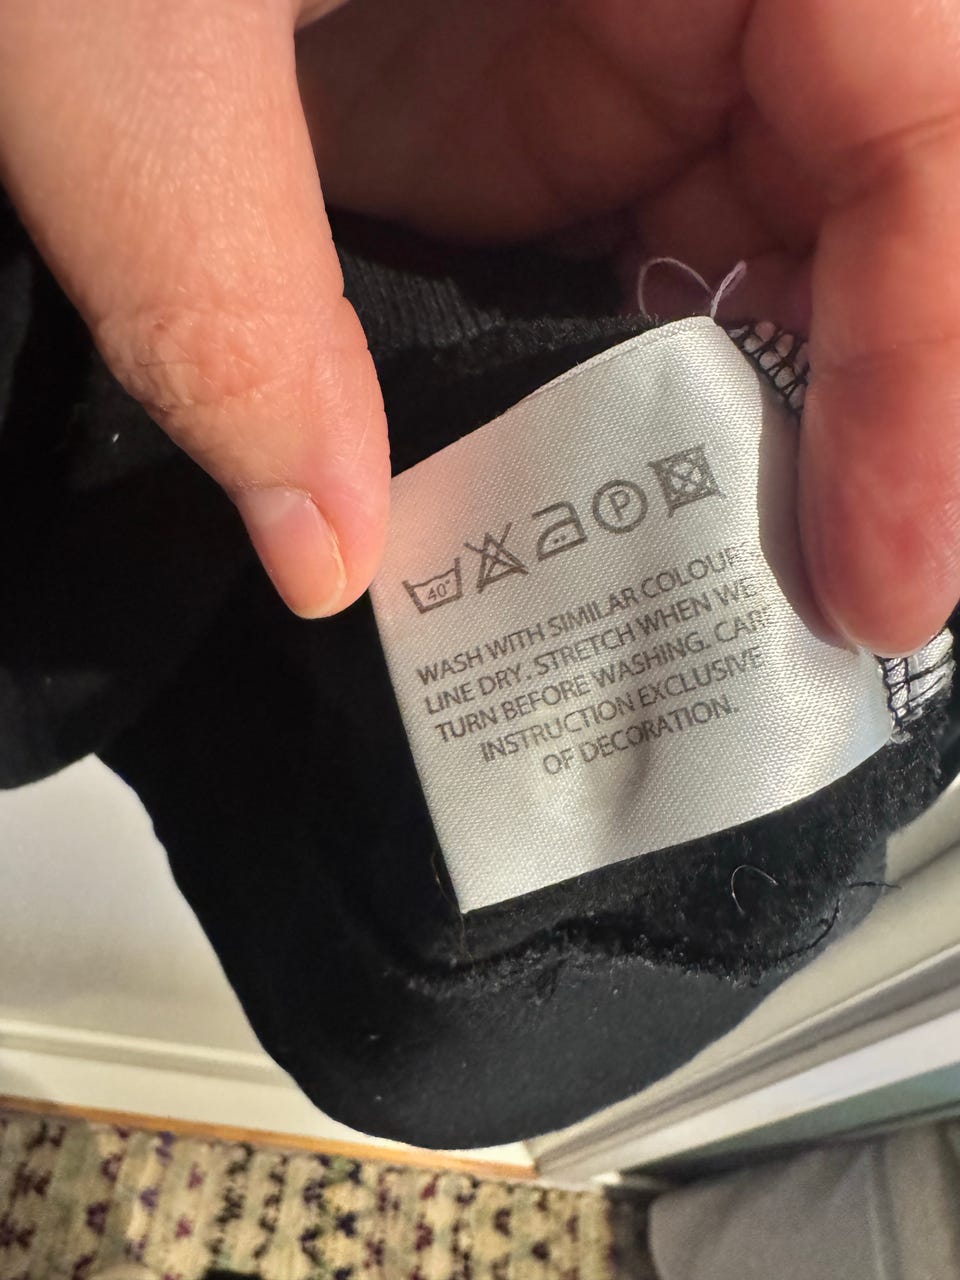 40° P
WASH WITH SIMILAR COLOUR
LINE DRY. STRETCH WHEN WE
TURN BEFORE WASHING. CAR
INSTRUCTION EXCLUSIVE
OF DECORATION.